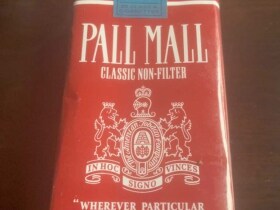 PALL MALL
CLASSIC NON-FILTER
IN HOC
VINCES
SIGNO
"WHEREVER PARTICULAR